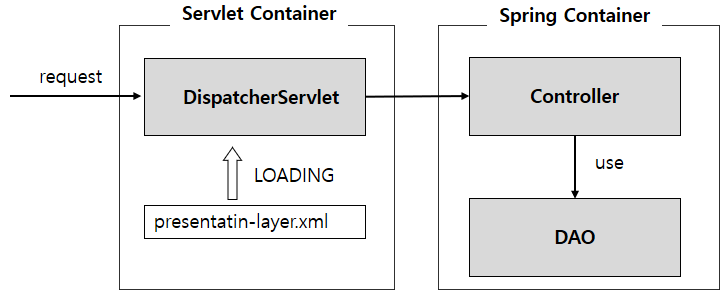 Servlet Container
Spring Container
request
DispatcherServlet
Controller
LOADING
use
presentatin-layer.xml
DAO